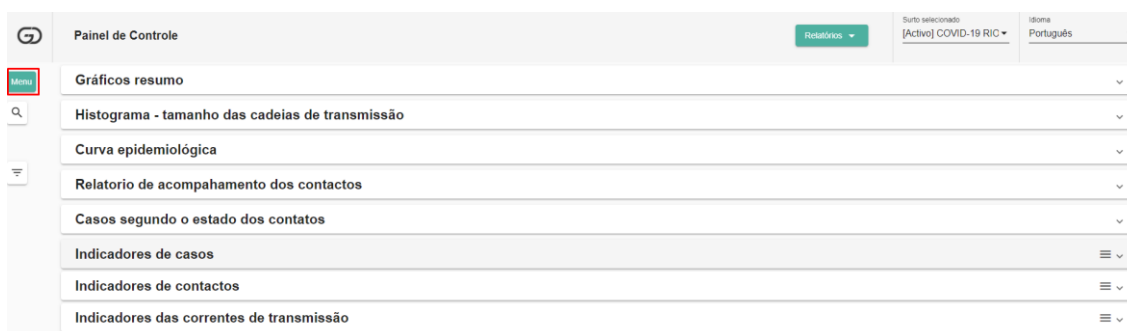 Painel de Controle
Relatórios
Surto selecionado
[Activo] COVID-19 RIC
Idioma
Português
Menu
Gráficos resumo
Histograma - tamanho das cadeias de transmissão
Curva epidemiológica
Relatorio de acompahamento dos contactos
Casos segundo o estado dos contatos
Indicadores de casos
Indicadores de contactos
Indicadores das correntes de transmissão